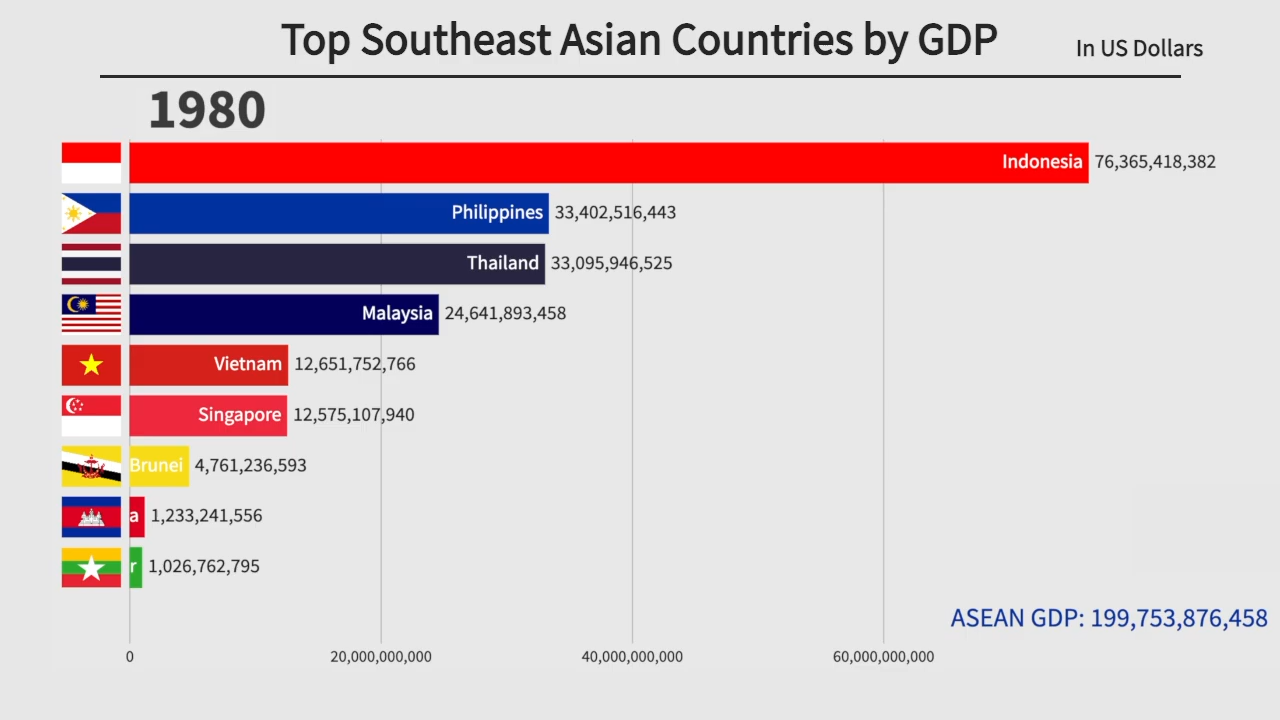 Top Southeast Asian Countries by GDP
In US Dollars
1980
Indonesia 76,365,418,382
Philippines 33,402,516,443
Thailand 33,095,946,525
Malaysia 24,641,893,458
Vietnam 12,651,752,766
Singapore 12,575,107,940
Brunei 4,761,236,593
a 1,233,241,556
r 1,026,762,795
ASEAN GDP: 199,753,876,458
0 20,000,000,000 40,000,000,000 60,000,000,000